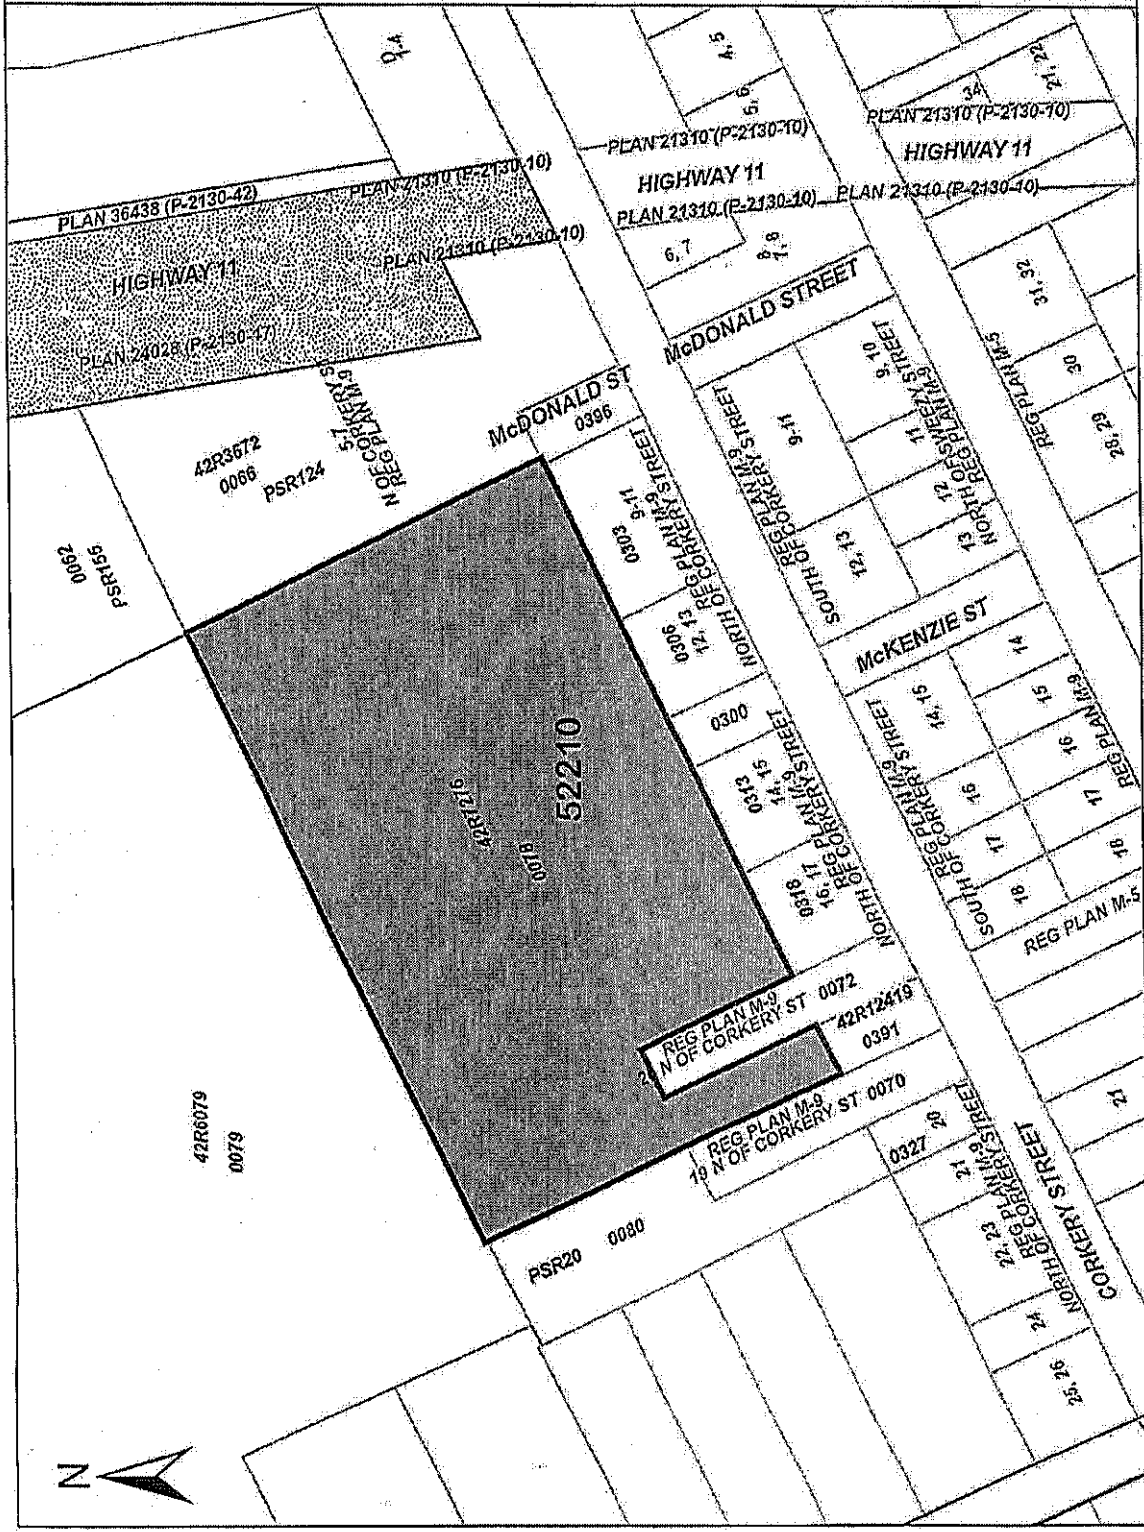 1-4
4, 5
5, 6
21, 22
34
PLAN 21310 (P-2130-10)
PLAN 21310 (P-2130-10)
HIGHWAY 11
HIGHWAY 11
PLAN 21310 (P-2130-10)
PLAN 21310 (P-2130-10)
PLAN 36438 (P-2130-42)
PLAN 21310 (P-2130-10)
PLAN 21310 (P-2130-10)
HIGHWAY 11
PLAN 24028 (P-2130-17)
6, 7
7, 8
31, 32
McDONALD STREET
McDONALD ST
0396
42R3672
0066
PSR124
5-7
N OF CORKERY S
REG PLAN M-9
0062
PSR156
REG PLAN M-5
30
28, 29
9, 10
11
12
13
NORTH OF SWEEZY STREET
REG PLAN M-9
9-11
12, 13
REG PLAN M-9
SOUTH OF CORKERY STREET
0303
9-11
REG PLAN M-9
NORTH OF CORKERY STREET
0306
12, 13
0300
0313
14, 15
0318
16, 17
REG PLAN M-9
NORTH OF CORKERY STREET
McKENZIE ST
14
15
16
17
18
REG PLAN M-9
14, 15
16
17
18
REG PLAN M-9
SOUTH OF CORKERY STREET
REG PLAN M-5
52210
42R7276
0078
REG PLAN M-9
N OF CORKERY ST 0072
42R12419
0391
REG PLAN M-9
19 N OF CORKERY ST 0070
42R6079
0079
PSR20 0080
0327
20
21
22, 23
REG PLAN M-9
NORTH OF CORKERY STREET
24
25, 26
21
CORKERY STREET
N